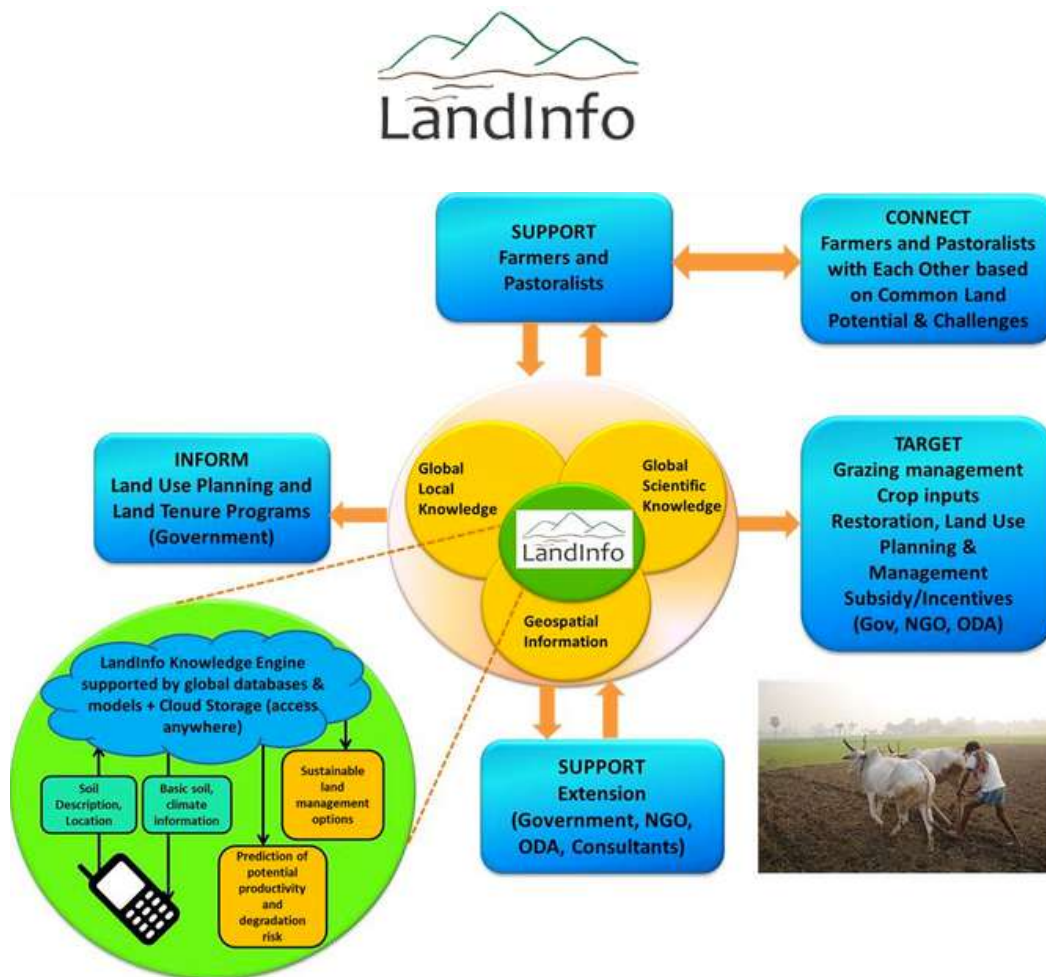 LandInfo
SUPPORT
Farmers and
Pastoralists
CONNECT
Farmers and Pastoralists
with Each Other based
on Common Land
Potential & Challenges
INFORM
Land Use Planning and
Land Tenure Programs
(Government)
Global
Local
Knowledge
Global
Scientific
Knowledge
LandInfo
Geospatial
Information
TARGET
Grazing management
Crop inputs
Restoration, Land Use
Planning &
Management
Subsidy/Incentives
(Gov, NGO, ODA)
LandInfo Knowledge Engine
supported by global databases &
models + Cloud Storage (access
anywhere)
Soil
Description,
Location
Basic soil,
climate
information
Sustainable
land
management
options
Prediction of
potential
productivity
and
degradation
risk
SUPPORT
Extension
(Government, NGO,
ODA, Consultants)